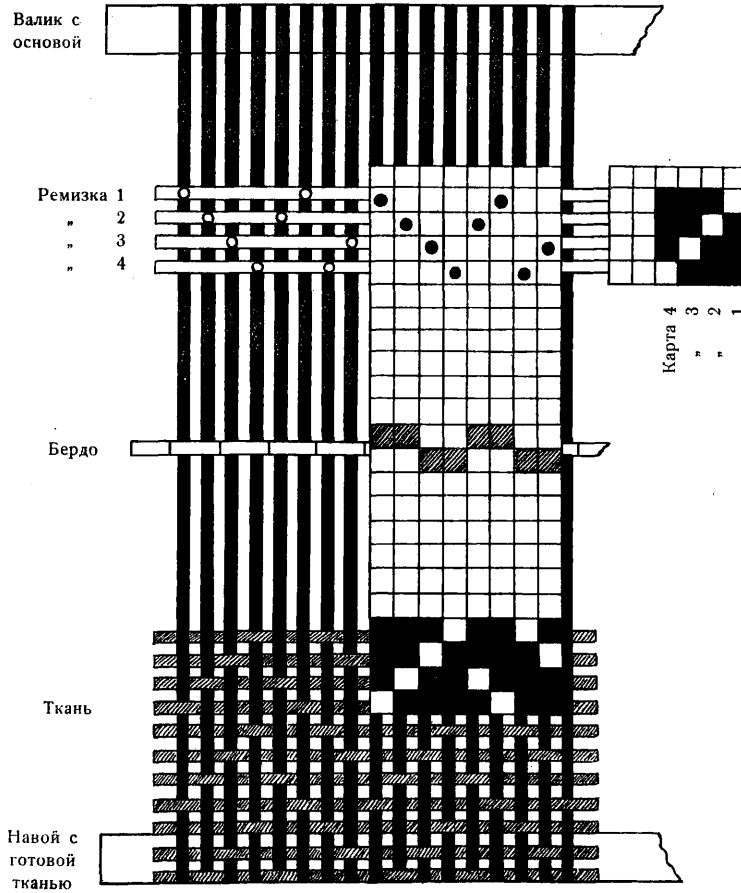 Валик с
основой
Ремизка 1
„ 2
„ 3
„ 4
Карта 4
„ 3
„ 2
1
Бердо
Ткань
Навой с
готовой
тканью